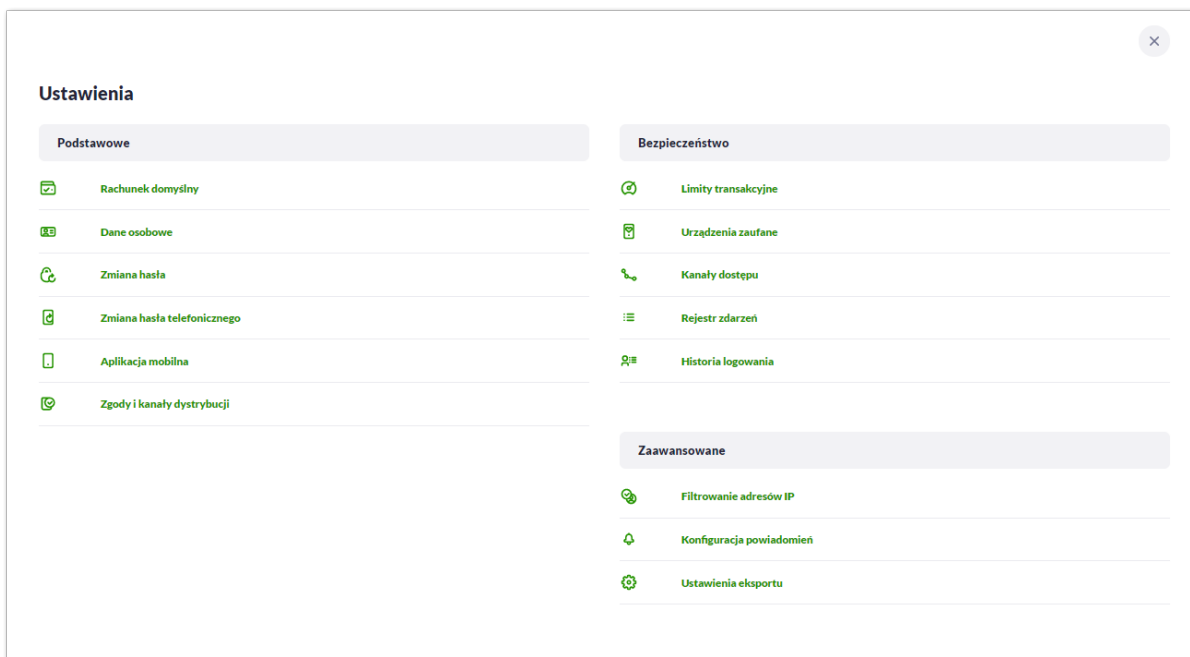 Ustawienia
Podstawowe
Rachunek domyślny
Dane osobowe
Zmiana hasła
Zmiana hasła telefonicznego
Aplikacja mobilna
Zgody i kanały dystrybucji
Bezpieczeństwo
Limity transakcyjne
Urządzenia zaufane
Kanały dostępu
Rejestr zdarzeń
Historia logowania
Zaawansowane
Filtrowanie adresów IP
Konfiguracja powiadomień
Ustawienia eksportu